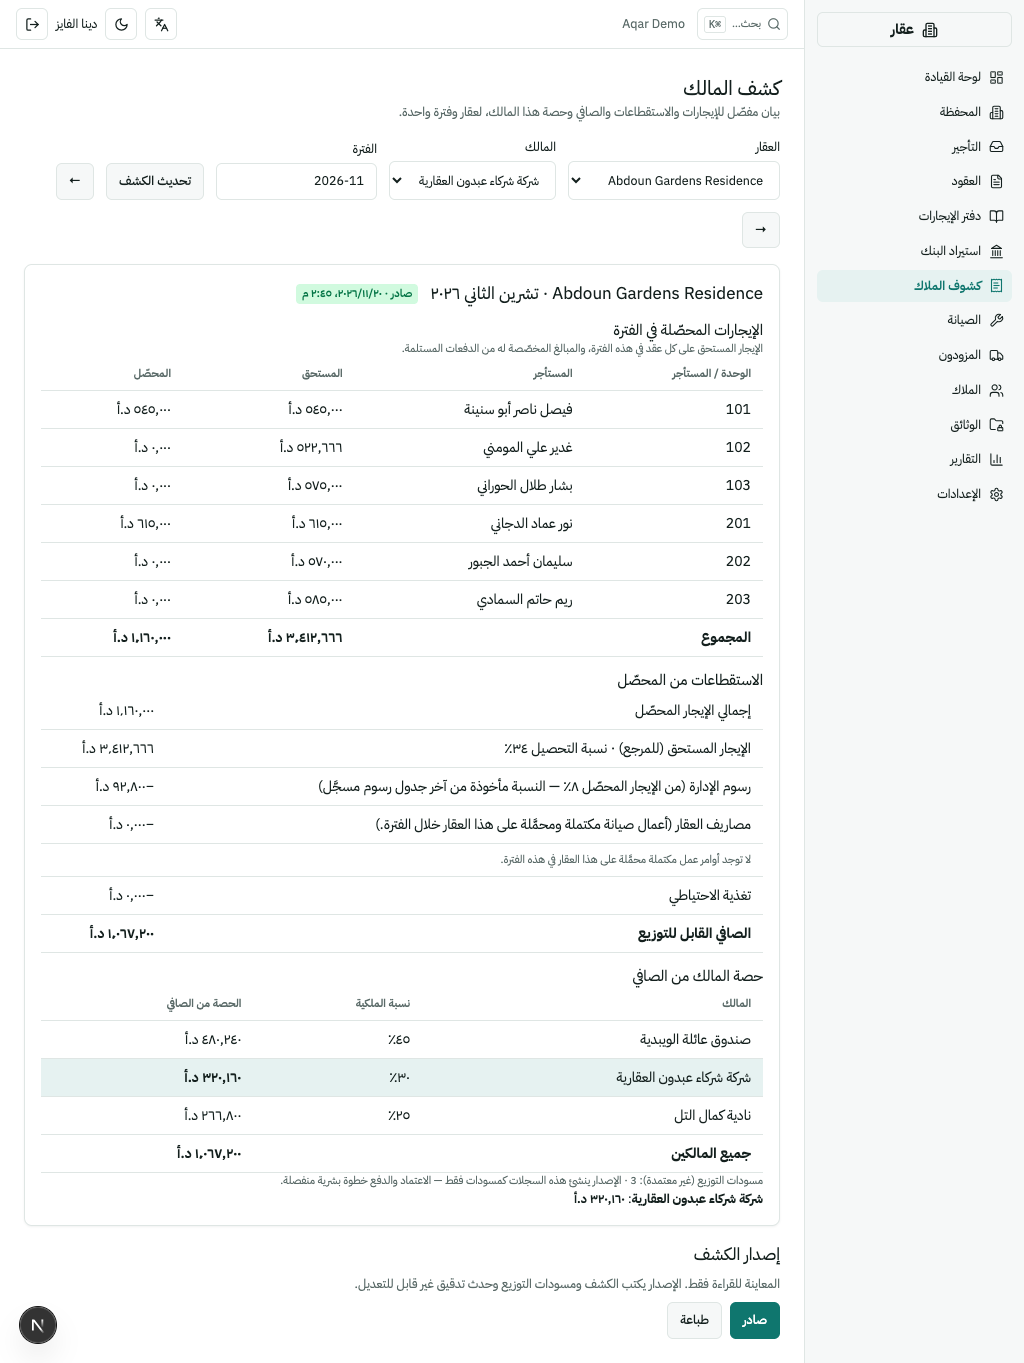 عقار
لوحة القيادة
المحفظة
التأجير
العقود
دفتر الإيجارات
استيراد البنك
كشوف الملاك
الصيانة
المزودون
الملاك
الوثائق
التقارير
الإعدادات
بحث... ⌘K
Aqar Demo
دينا الفايز
كشف المالك
بيان مفصّل للإيجارات والاستقطاعات والصافي وحصة هذا المالك، لعقار وفترة واحدة.
العقار
Abdoun Gardens Residence
المالك
شركة شركاء عبدون العقارية
الفترة
2026-11
تحديث الكشف
←
→
Abdoun Gardens Residence · تشرين الثاني ٢٠٢٦
صادر · ٢٠٢٦/١١/٢٠، ٢:٤٥ م
الإيجارات المحصّلة في الفترة
الإيجار المستحق على كل عقد في هذه الفترة، والمبالغ المخصّصة له من الدفعات المستلمة.
الوحدة / المستأجر المستأجر المستحق المحصّل
101 فيصل ناصر أبو سنينة ٥٤٥٫٠٠٠ د.أ ٥٤٥٫٠٠٠ د.أ
102 غدير علي المومني ٥٢٢٫٦٦٦ د.أ ٠٫٠٠٠ د.أ
103 بشار طلال الحوراني ٥٧٥٫٠٠٠ د.أ ٠٫٠٠٠ د.أ
201 نور عماد الدجاني ٦١٥٫٠٠٠ د.أ ٦١٥٫٠٠٠ د.أ
202 سليمان أحمد الجبور ٥٧٠٫٠٠٠ د.أ ٠٫٠٠٠ د.أ
203 ريم حاتم السمادي ٥٨٥٫٠٠٠ د.أ ٠٫٠٠٠ د.أ
المجموع ٣٬٤١٢٫٦٦٦ د.أ ١٬١٦٠٫٠٠٠ د.أ
الاستقطاعات من المحصّل
إجمالي الإيجار المحصّل ١٬١٦٠٫٠٠٠ د.أ
الإيجار المستحق (للمرجع) · نسبة التحصيل ٣٤٪ ٣٬٤١٢٫٦٦٦ د.أ
رسوم الإدارة (من الإيجار المحصّل ٨٪ — النسبة مأخوذة من آخر جدول رسوم مسجَّل) −٩٢٫٨٠٠ د.أ
مصاريف العقار (أعمال صيانة مكتملة ومحمَّلة على هذا العقار خلال الفترة.) −٠٫٠٠٠ د.أ
لا توجد أوامر عمل مكتملة محمَّلة على هذا العقار في هذه الفترة.
تغذية الاحتياطي −٠٫٠٠٠ د.أ
الصافي القابل للتوزيع ١٬٠٦٧٫٢٠٠ د.أ
حصة المالك من الصافي
المالك نسبة الملكية الحصة من الصافي
صندوق عائلة الويبدية ٤٥٪ ٤٨٠٫٢٤٠ د.أ
شركة شركاء عبدون العقارية ٣٠٪ ٣٢٠٫١٦٠ د.أ
نادية كمال التل ٢٥٪ ٢٦٦٫٨٠٠ د.أ
جميع المالكين ١٬٠٦٧٫٢٠٠ د.أ
مسودات التوزيع (غير معتمدة): 3 · الإصدار ينشئ هذه السجلات كمسودات فقط — الاعتماد والدفع خطوة بشرية منفصلة.
شركة شركاء عبدون العقارية: ٣٢٠٫١٦٠ د.أ
إصدار الكشف
المعاينة للقراءة فقط. الإصدار يكتب الكشف ومسودات التوزيع وحدث تدقيق غير قابل للتعديل.
صادر
طباعة
N